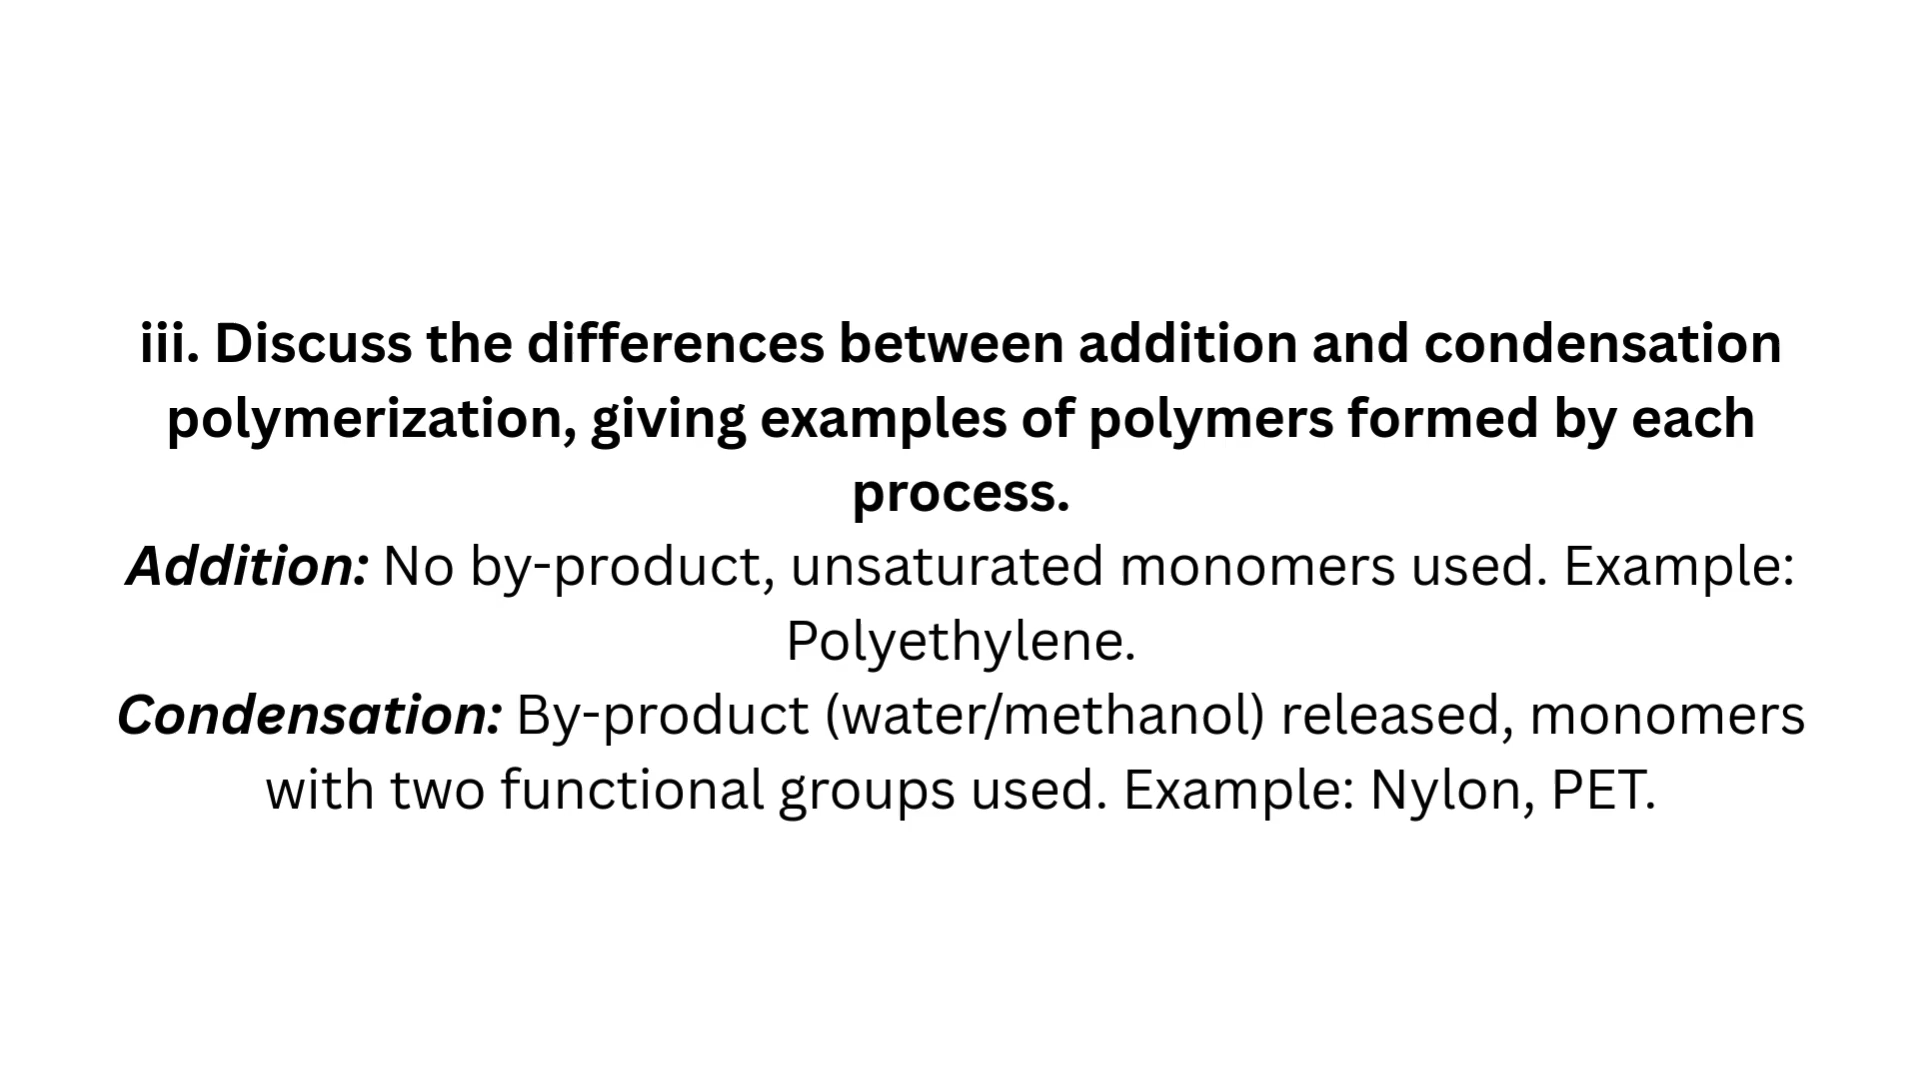 iii. Discuss the differences between addition and condensation
polymerization, giving examples of polymers formed by each
process.
Addition: No by-product, unsaturated monomers used. Example:
Polyethylene.
Condensation: By-product (water/methanol) released, monomers
with two functional groups used. Example: Nylon, PET.